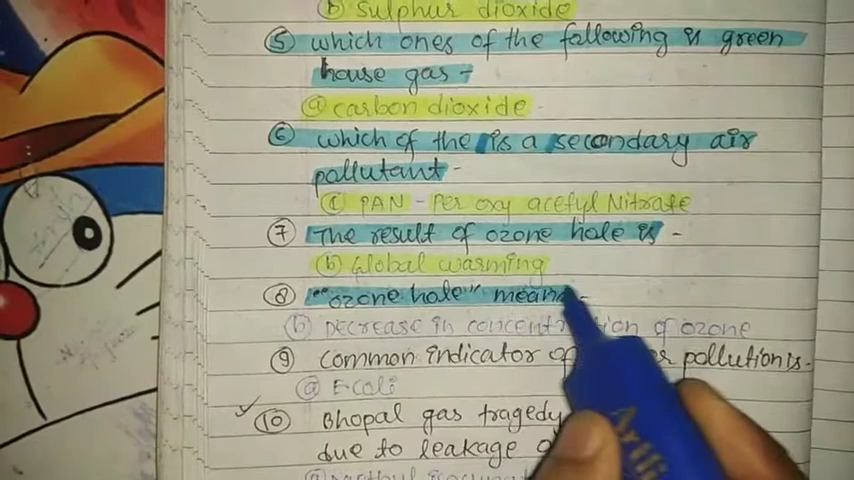 (b) sulphur dioxide
(5) which ones of the following is green
house gas -
(a) carbon dioxide
(6) which of the is a secondary air
pollutant -
(c) PAN - Per oxy acetyl Nitrate
(7) The result of ozone hole is -
(b) Global warming
(8) "ozone hole" means -
(b) Decrease in concentration of ozone
(9) common indicator of pollution is -
(a) E-coli
(10) Bhopal gas tragedy
due to leakage
Artli